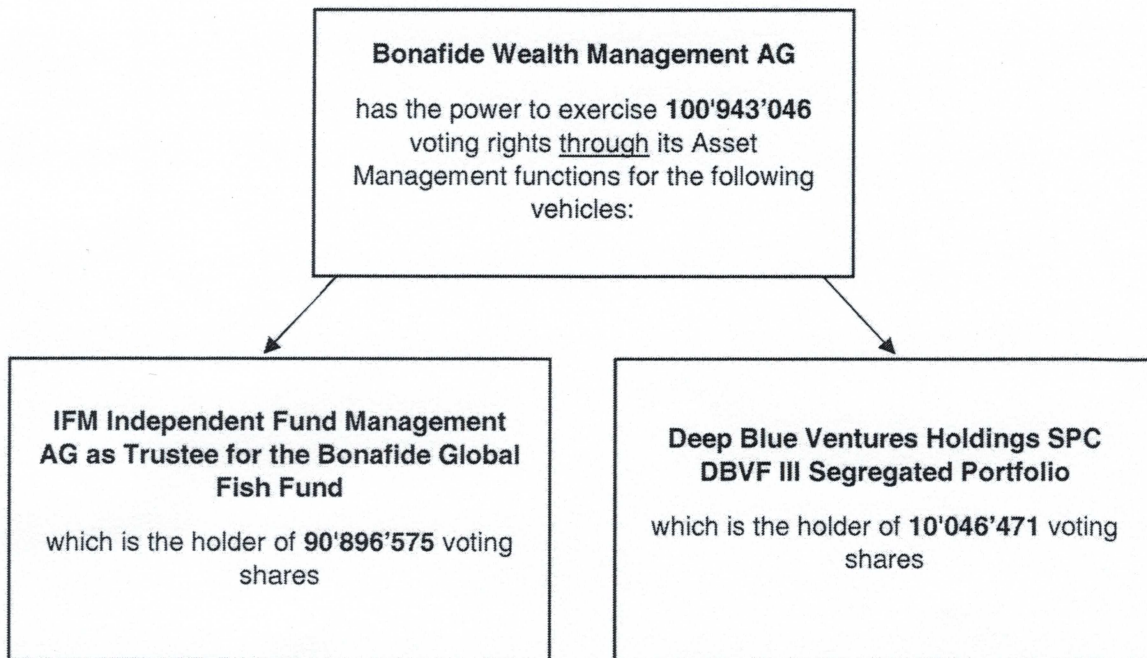 Bonafide Wealth Management AG
has the power to exercise 100'943’046
voting rights through its Asset
Management functions for the following
vehicles:
IFM Independent Fund Management
AG as Trustee for the Bonafide Global
Fish Fund
which is the holder of 90'896’575 voting
shares
Deep Blue Ventures Holdings SPC
DBVF III Segregated Portfolio
which is the holder of 10'046’471 voting
shares